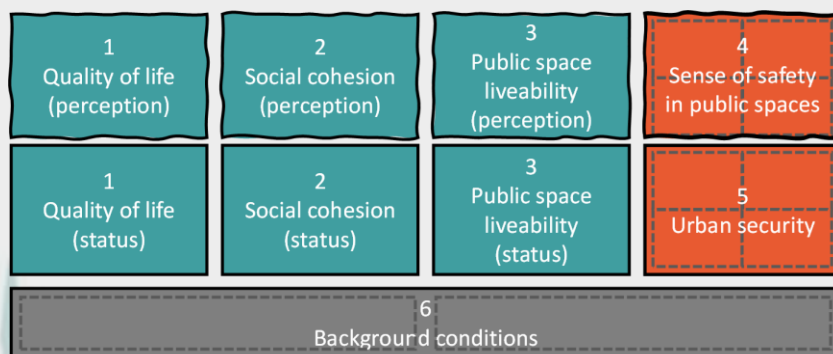 1
Quality of life
(perception)
2
Social cohesion
(perception)
3
Public space
liveability
(perception)
4
Sense of safety
in public spaces
1
Quality of life
(status)
2
Social cohesion
(status)
3
Public space
liveability
(status)
5
Urban security
6
Background conditions